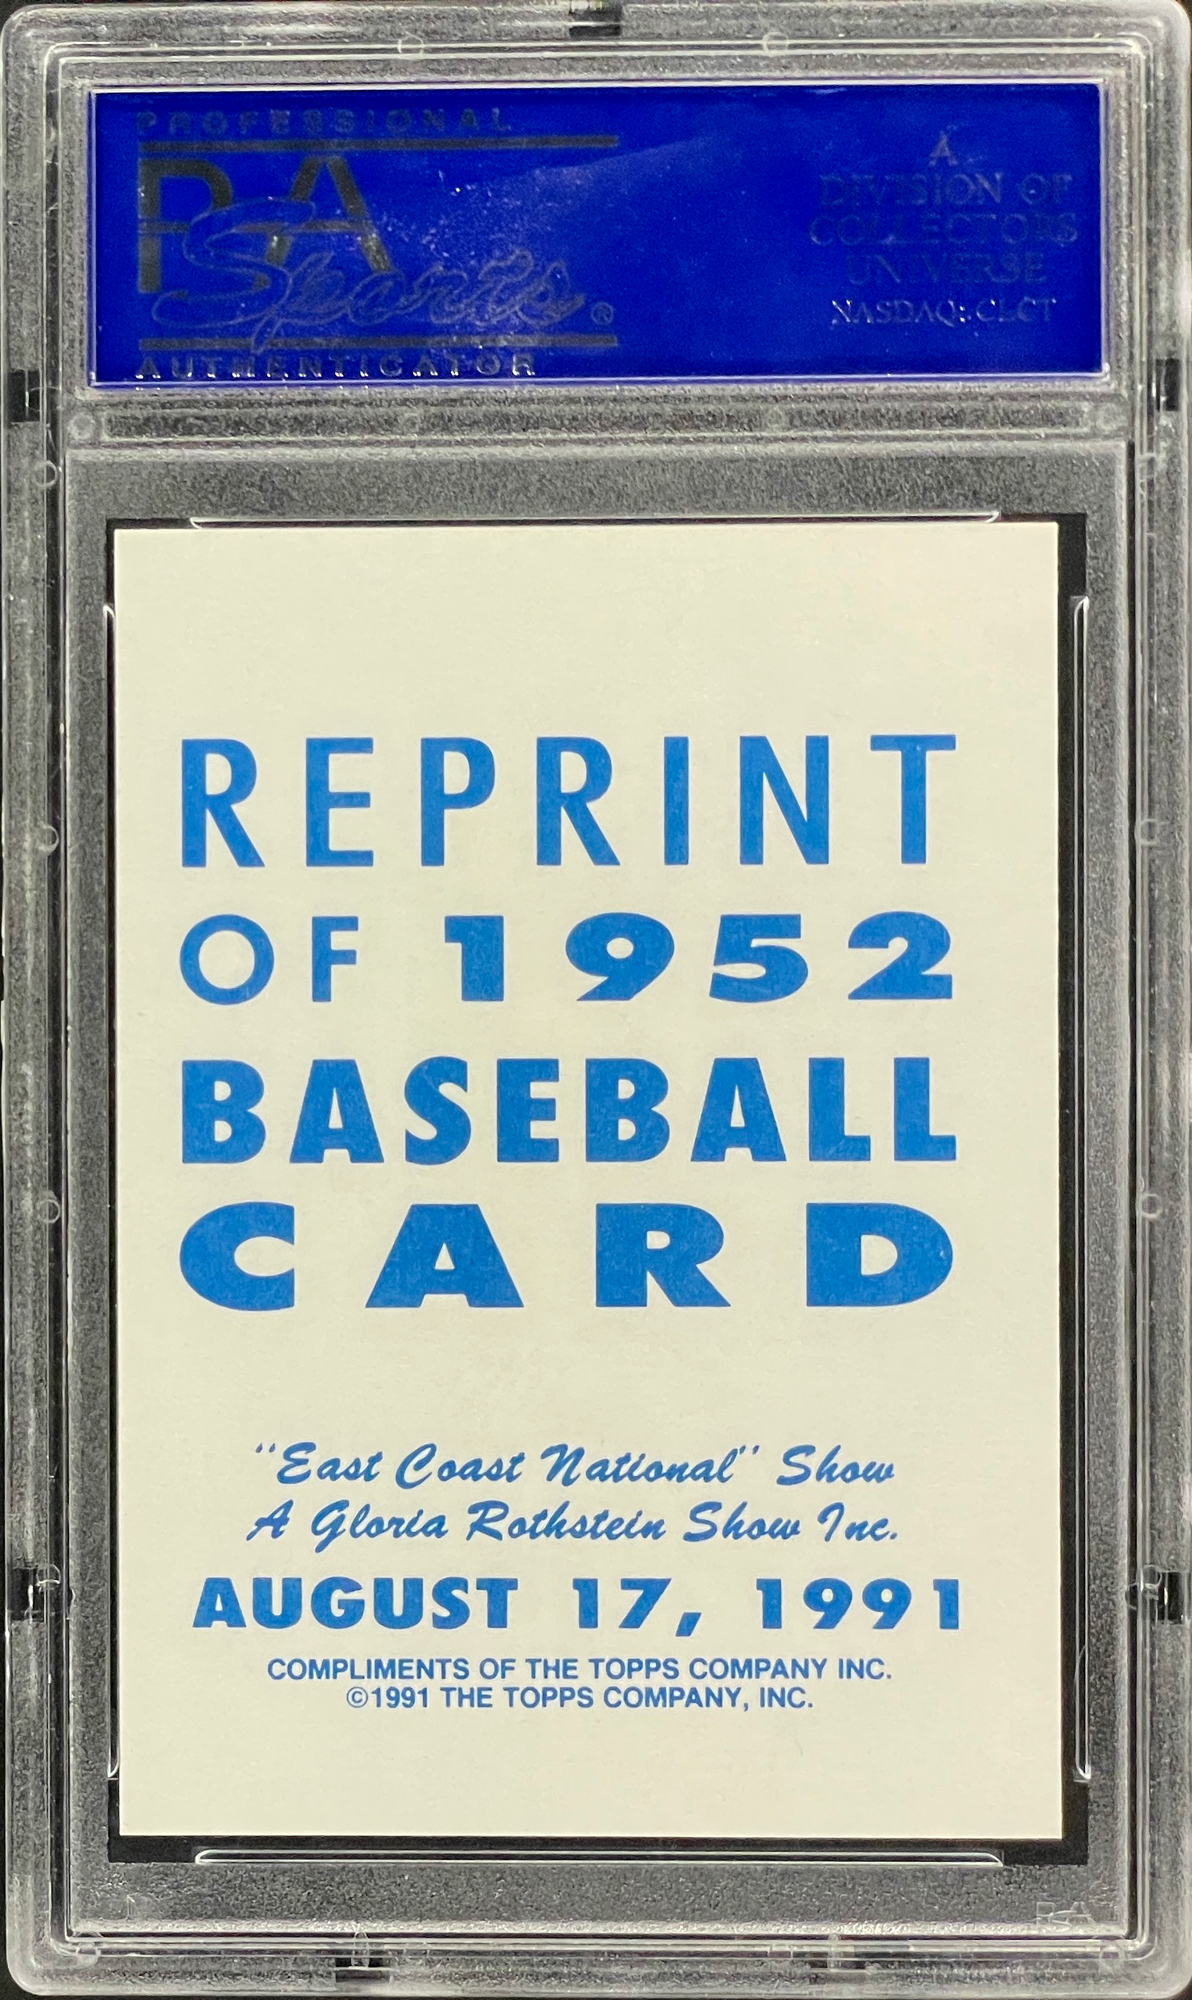 PROFESSIONAL
PSA
Sports®
AUTHENTICATOR
A
DIVISION OF
COLLECTORS
UNIVERSE
NASDAQ: CLCT
REPRINT
OF 1952
BASEBALL
CARD
"East Coast National" Show
A Gloria Rothstein Show Inc.
AUGUST 17, 1991
COMPLIMENTS OF THE TOPPS COMPANY INC.
©1991 THE TOPPS COMPANY, INC.
PSA